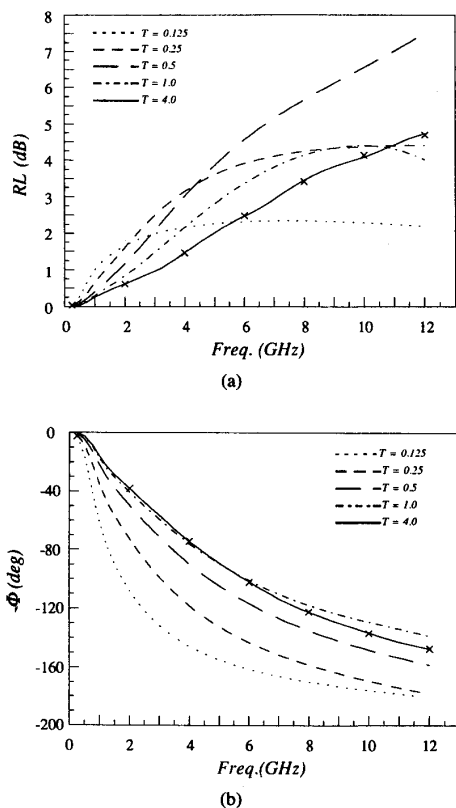 8
7
6
5
4
3
2
1
0
RL (dB)
T = 0.125
T = 0.25
T = 0.5
T = 1.0
T = 4.0
0 2 4 6 8 10 12
Freq. (GHz)
(a)
0
-40
-80
-120
-160
-200
-Φ (deg)
T = 0.125
T = 0.25
T = 0.5
T = 1.0
T = 4.0
0 2 4 6 8 10 12
Freq.(GHz)
(b)